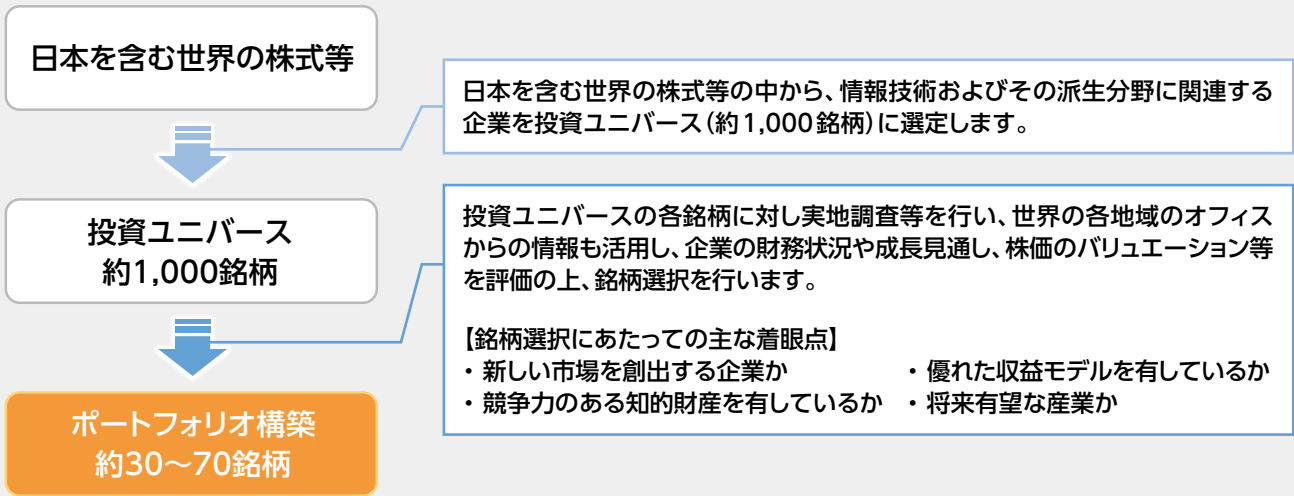 日本を含む世界の株式等
日本を含む世界の株式等の中から、情報技術およびその派生分野に関連する
企業を投資ユニバース(約1,000銘柄)に選定します。
投資ユニバース
約1,000銘柄
投資ユニバースの各銘柄に対し実地調査等を行い、世界の各地域のオフィス
からの情報も活用し、企業の財務状況や成長見通し、株価のバリュエーション等
を評価の上、銘柄選択を行います。
【銘柄選択にあたっての主な着眼点】
・新しい市場を創出する企業か ・優れた収益モデルを有しているか
・競争力のある知的財産を有しているか ・将来有望な産業か
ポートフォリオ構築
約30～70銘柄